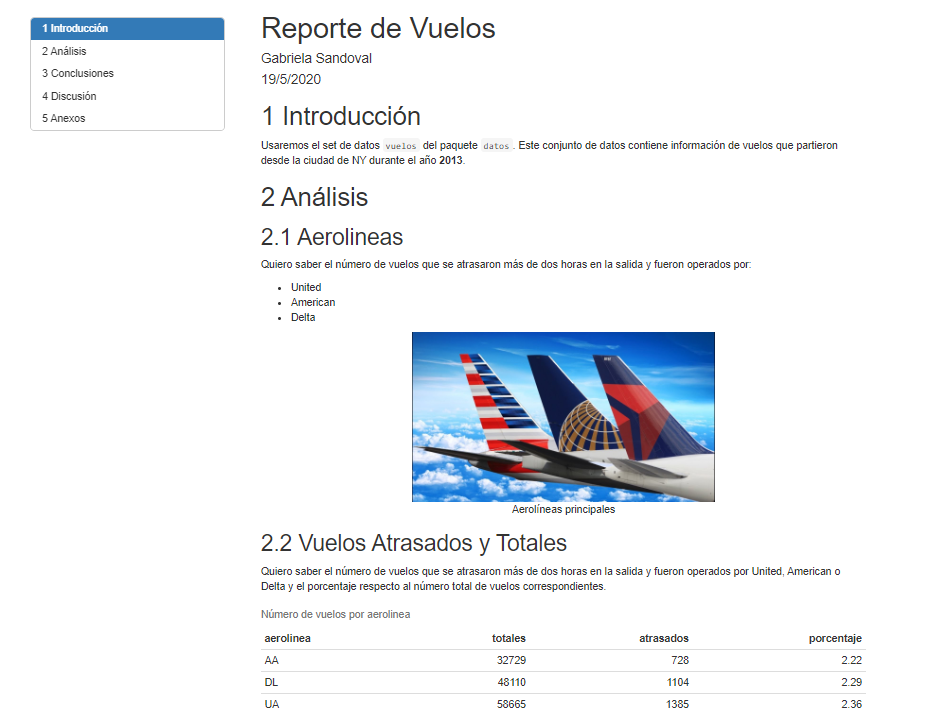 1 Introducción
2 Análisis
3 Conclusiones
4 Discusión
5 Anexos
Reporte de Vuelos
Gabriela Sandoval
19/5/2020
1 Introducción
Usaremos el set de datos vuelos del paquete datos. Este conjunto de datos contiene información de vuelos que partieron
desde la ciudad de NY durante el año 2013.
2 Análisis
2.1 Aerolineas
Quiero saber el número de vuelos que se atrasaron más de dos horas en la salida y fueron operados por:
• United
• American
• Delta
Aerolíneas principales
2.2 Vuelos Atrasados y Totales
Quiero saber el número de vuelos que se atrasaron más de dos horas en la salida y fueron operados por United, American o
Delta y el porcentaje respecto al número total de vuelos correspondientes.
Número de vuelos por aerolinea
aerolinea totales atrasados porcentaje
AA 32729 728 2.22
DL 48110 1104 2.29
UA 58665 1385 2.36